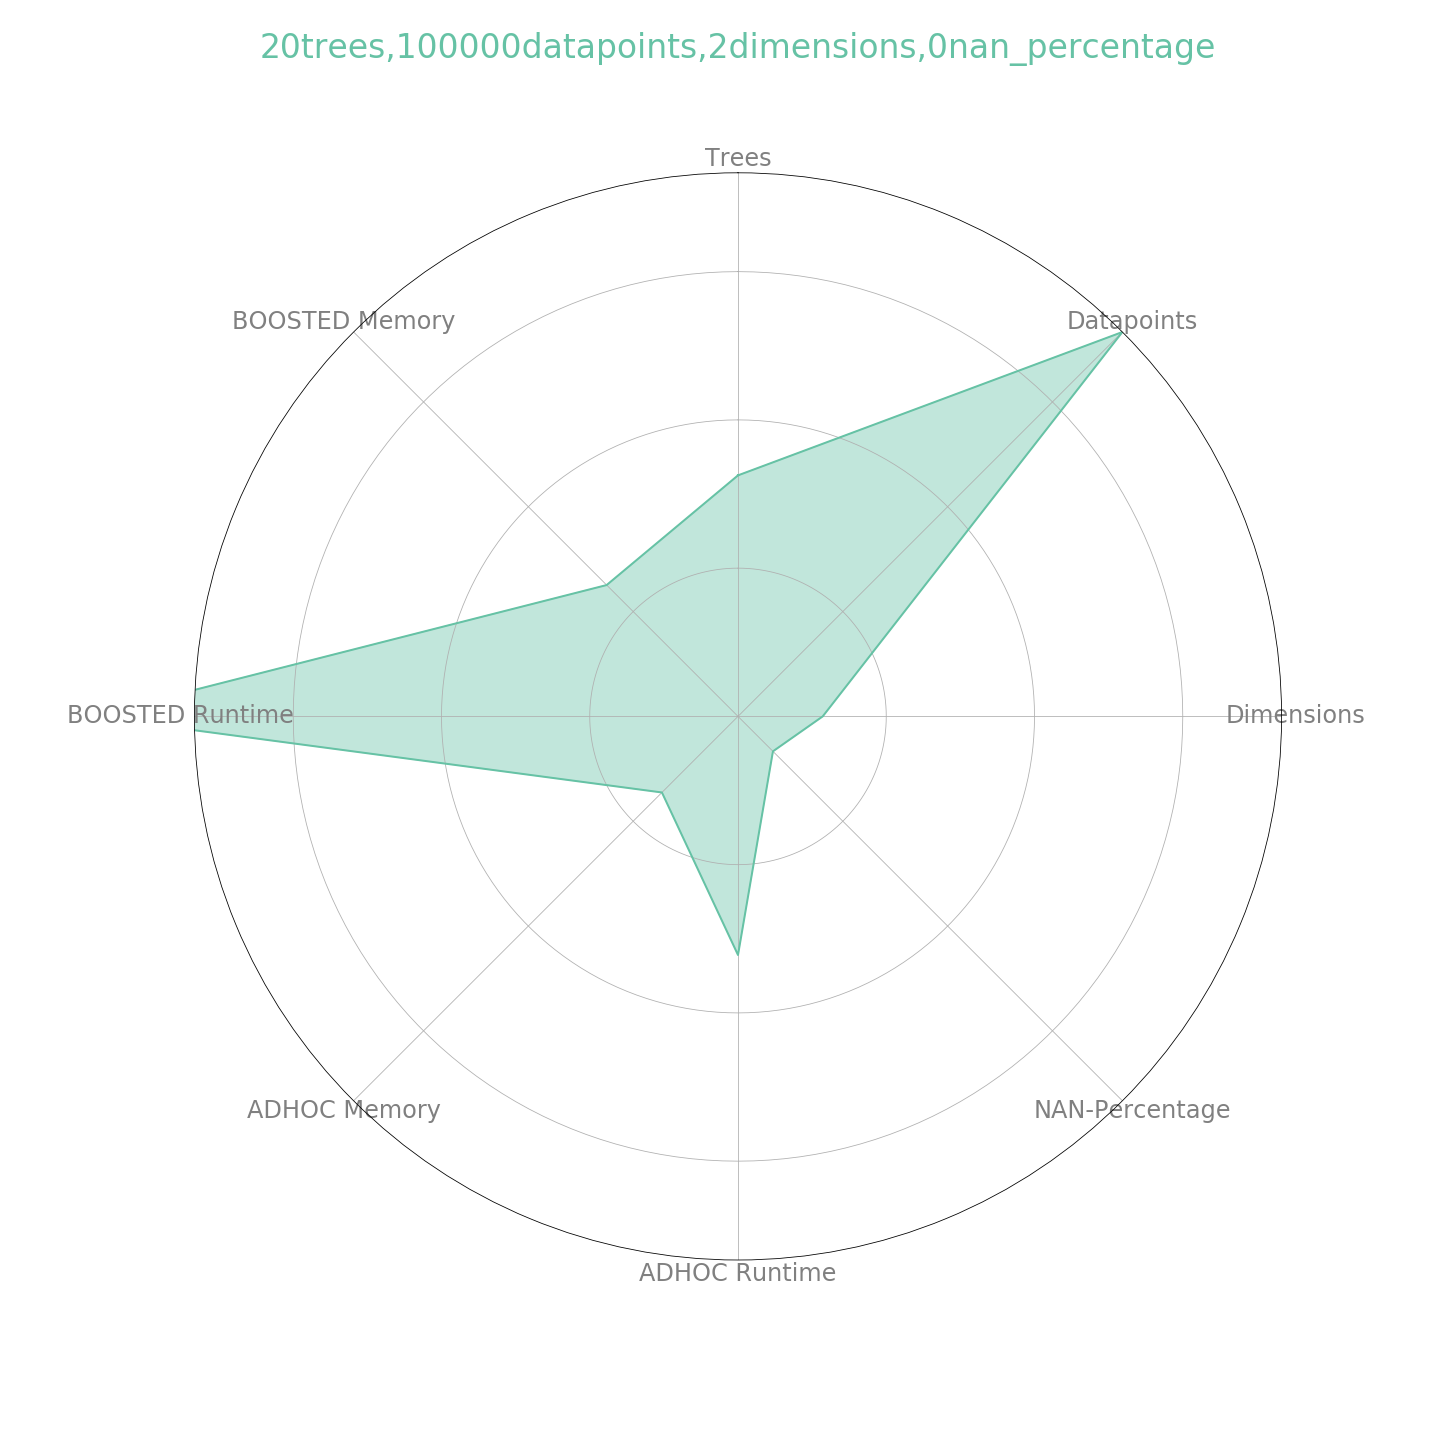 20trees,100000datapoints,2dimensions,0nan_percentage
Trees
BOOSTED Memory
Datapoints
BOOSTED Runtime
Dimensions
ADHOC Memory
NAN-Percentage
ADHOC Runtime